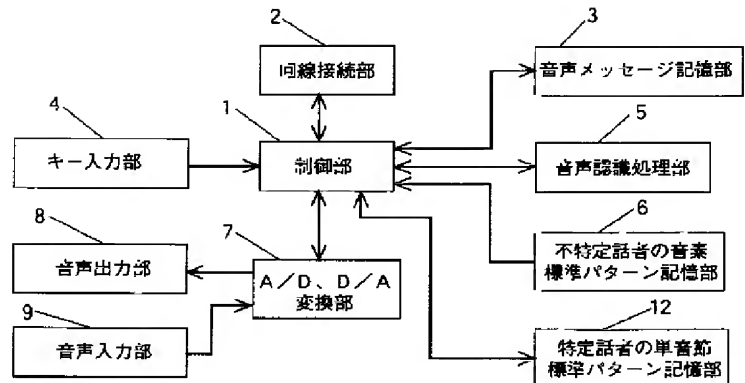 2
回線接続部
3
音声メッセージ記憶部
4
キー入力部
1
制御部
5
音声認識処理部
8
音声出力部
7
A/D、D/A
変換部
6
不特定話者の音素
標準パターン記憶部
9
音声入力部
12
特定話者の単音節
標準パターン記憶部